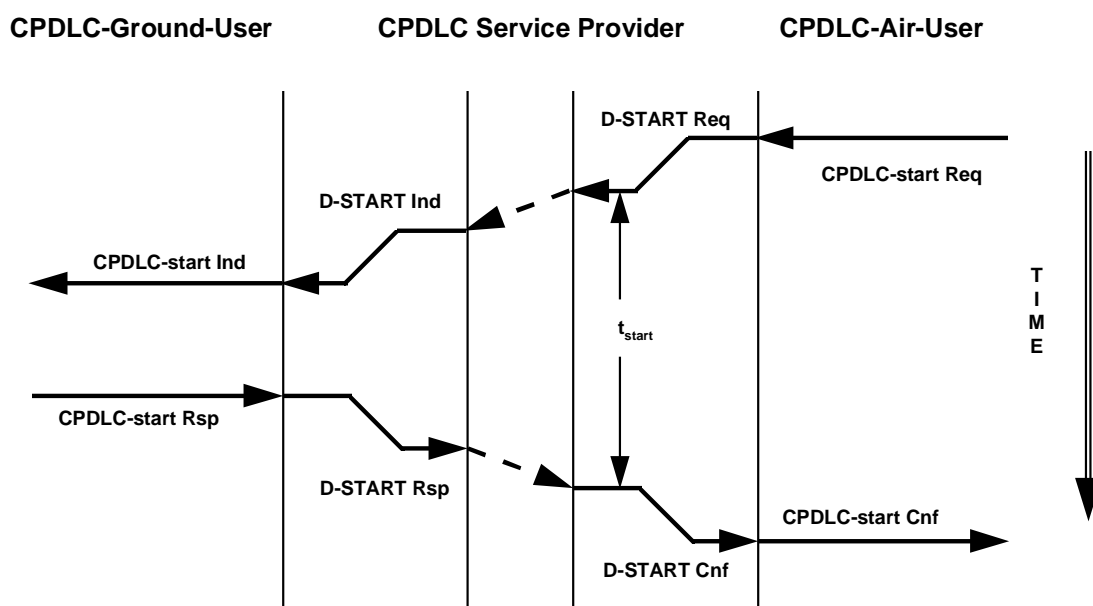 CPDLC-Ground-User
CPDLC Service Provider
CPDLC-Air-User
D-START Req
CPDLC-start Req
D-START Ind
CPDLC-start Ind
T
I
M
E
tstart
CPDLC-start Rsp
D-START Rsp
CPDLC-start Cnf
D-START Cnf